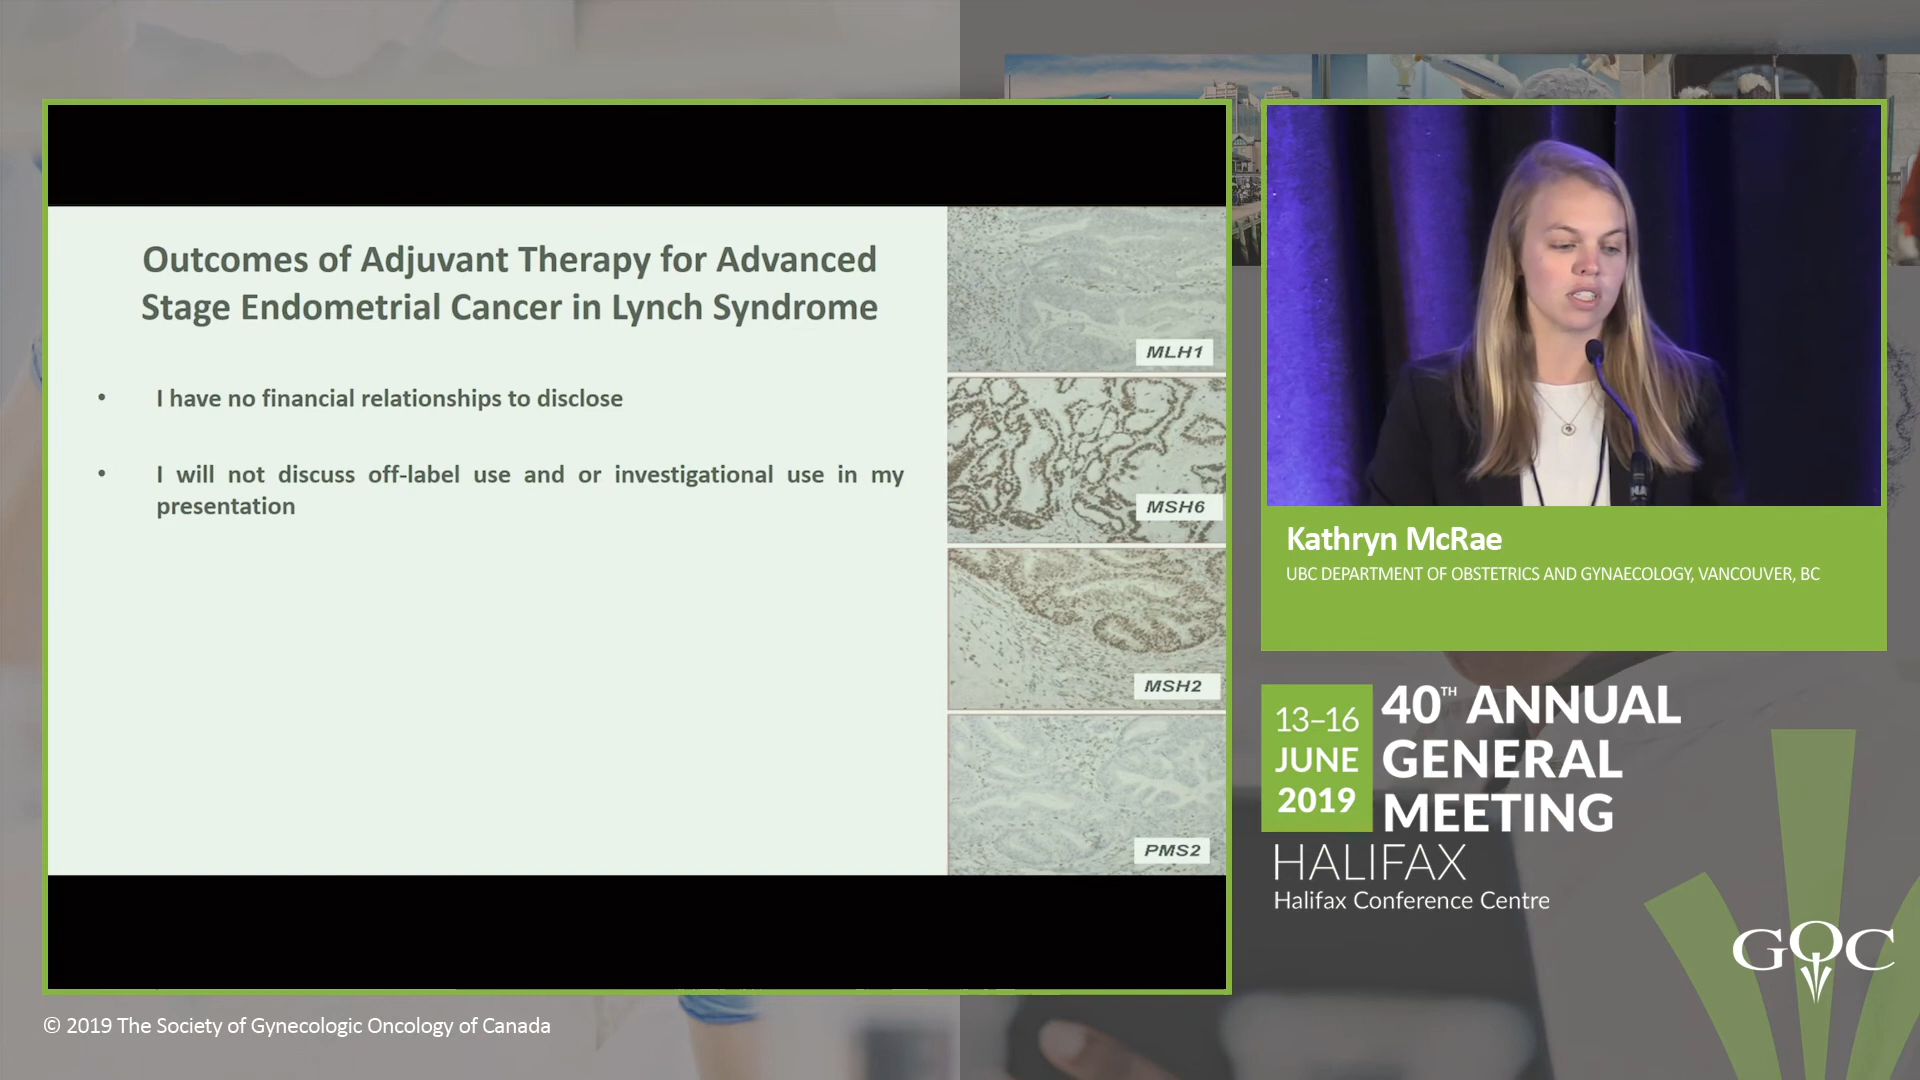 Outcomes of Adjuvant Therapy for Advanced
Stage Endometrial Cancer in Lynch Syndrome
• I have no financial relationships to disclose
• I will not discuss off-label use and or investigational use in my
presentation
MLH1
MSH6
MSH2
PMS2
Kathryn McRae
UBC DEPARTMENT OF OBSTETRICS AND GYNAECOLOGY, VANCOUVER, BC
13–16
JUNE
2019
40TH ANNUAL
GENERAL
MEETING
HALIFAX
Halifax Conference Centre
GOC
© 2019 The Society of Gynecologic Oncology of Canada